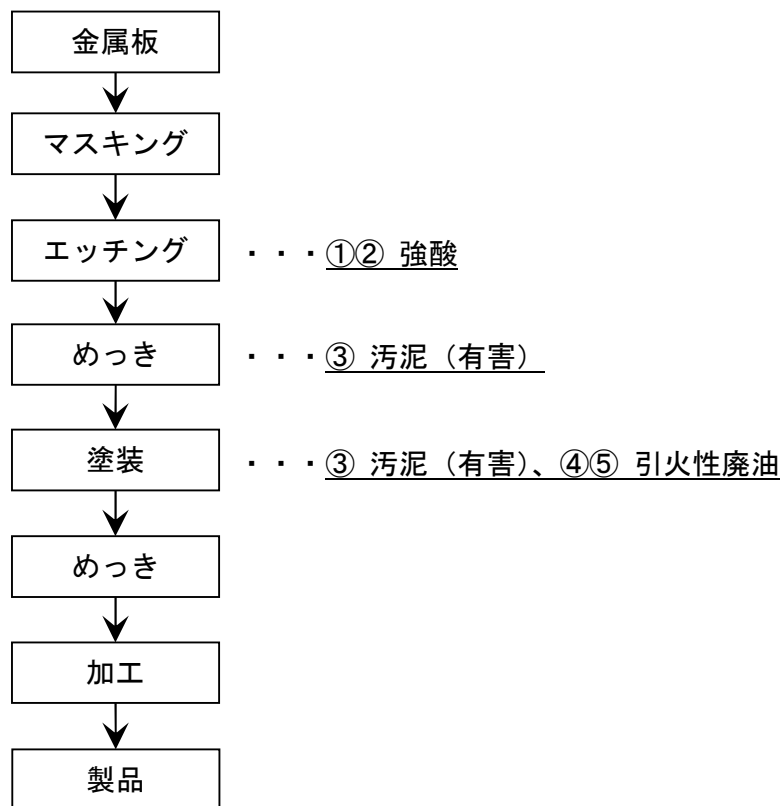 金属板
マスキング
エッチング ・・・①② 強酸
めっき ・・・③ 汚泥（有害）
塗装 ・・・③ 汚泥（有害）、④⑤ 引火性廃油
めっき
加工
製品